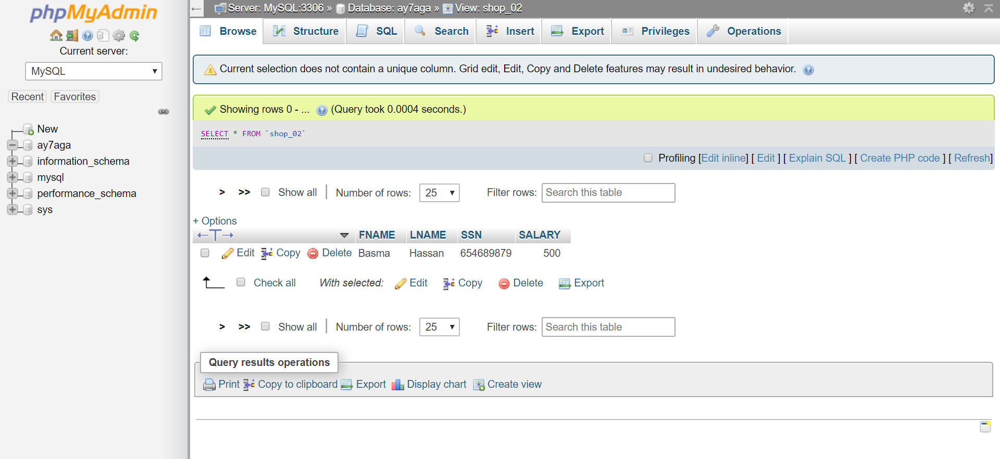 phpMyAdmin
Current server:
MySQL
Recent Favorites
New
ay7aga
information_schema
mysql
performance_schema
sys
Server: MySQL:3306 » Database: ay7aga » View: shop_02
Browse Structure SQL Search Insert Export Privileges Operations
Current selection does not contain a unique column. Grid edit, Edit, Copy and Delete features may result in undesired behavior.
Showing rows 0 - ... (Query took 0.0004 seconds.)
SELECT * FROM `shop_02`
Profiling [Edit inline] [ Edit ] [ Explain SQL ] [ Create PHP code ] [ Refresh]
> >> Show all | Number of rows: 25 Filter rows: Search this table
+ Options
←T→ FNAME LNAME SSN SALARY
Edit Copy Delete Basma Hassan 654689879 500
Check all With selected: Edit Copy Delete Export
> >> Show all | Number of rows: 25 Filter rows: Search this table
Query results operations
Print Copy to clipboard Export Display chart Create view